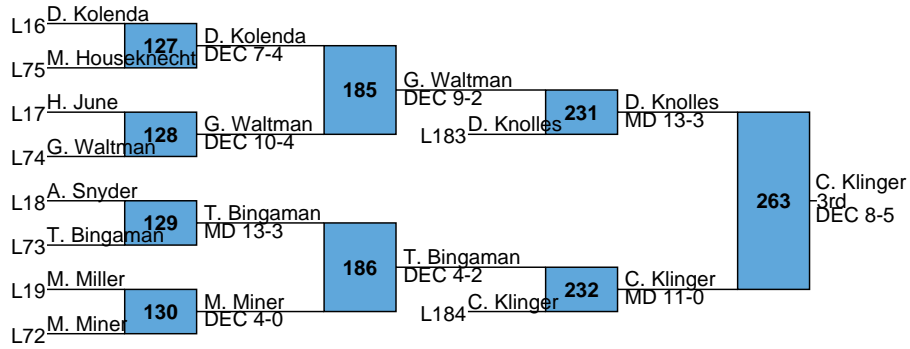 L16 D. Kolenda
127
D. Kolenda
DEC 7-4
L75 M. Houseknecht
185
G. Waltman
DEC 9-2
L17 H. June
128
G. Waltman
DEC 10-4
L74 G. Waltman
231
D. Knolles
MD 13-3
L183 D. Knolles
263
C. Klinger
3rd
DEC 8-5
L18 A. Snyder
129
T. Bingaman
MD 13-3
L73 T. Bingaman
186
T. Bingaman
DEC 4-2
L19 M. Miller
130
M. Miner
DEC 4-0
L72 M. Miner
232
C. Klinger
MD 11-0
L184 C. Klinger